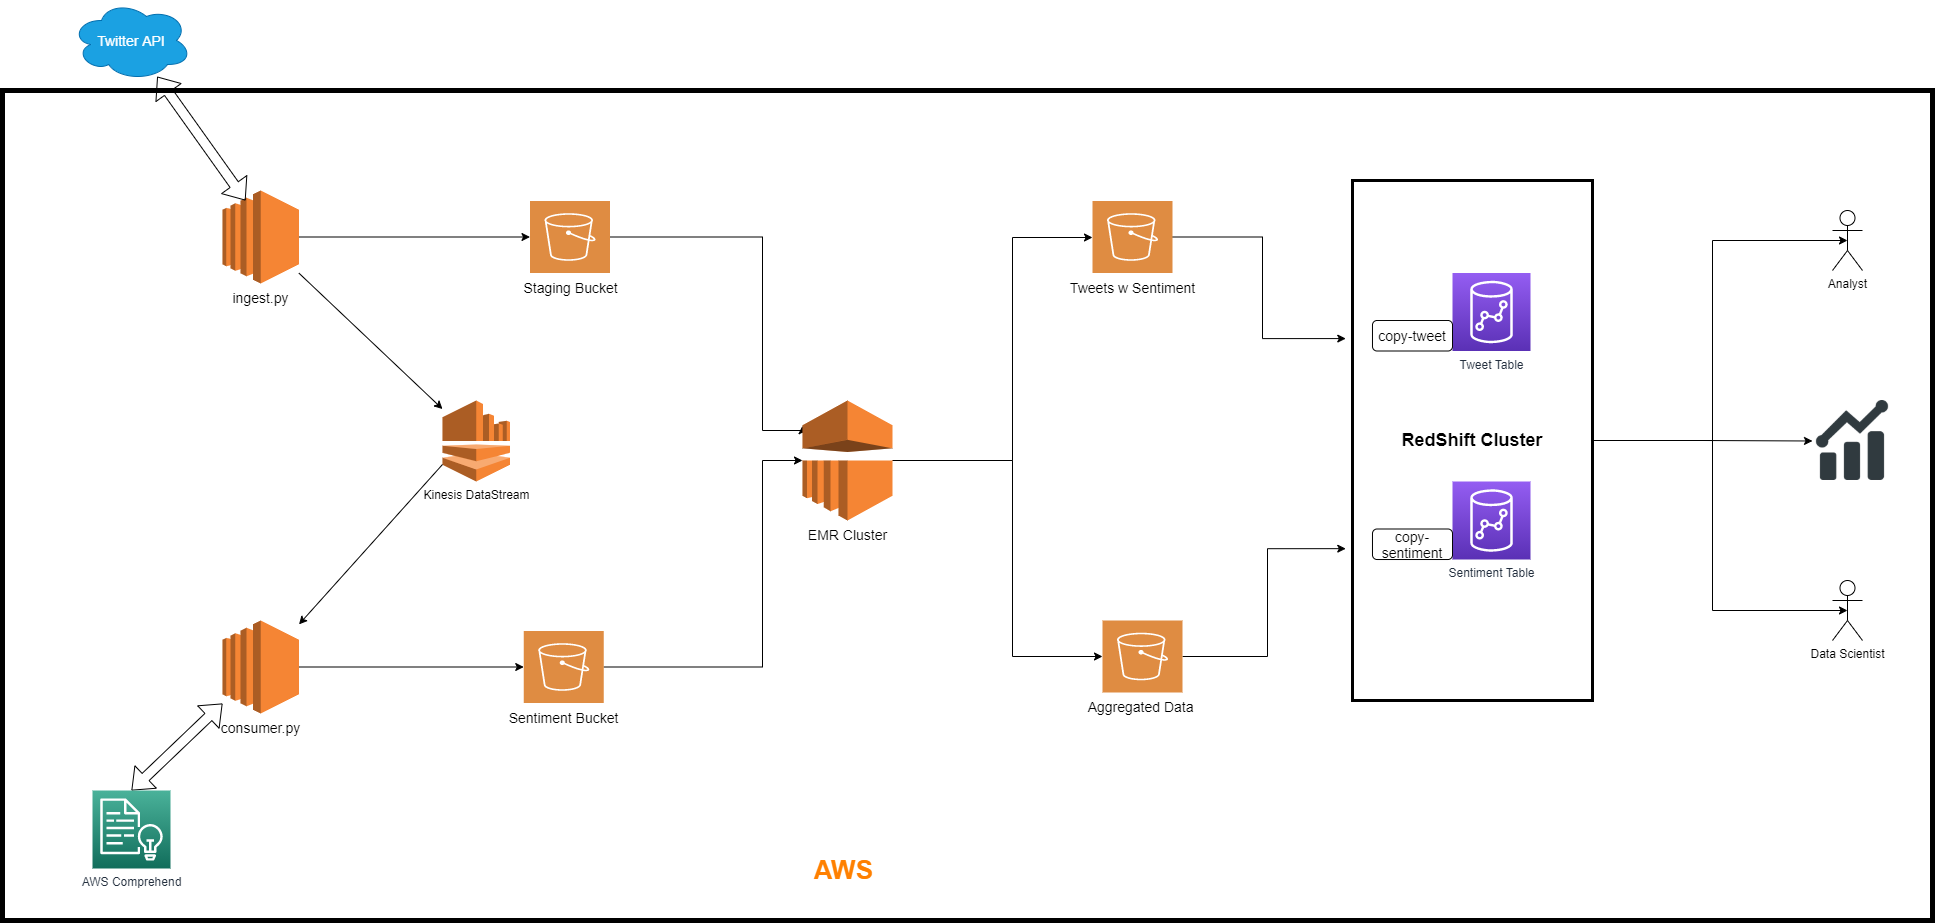 Twitter API
ingest.py
Staging Bucket
Tweets w Sentiment
Analyst
copy-tweet
Tweet Table
RedShift Cluster
Kinesis DataStream
EMR Cluster
copy-
sentiment
Sentiment Table
Data Scientist
consumer.py
Sentiment Bucket
Aggregated Data
AWS Comprehend
AWS